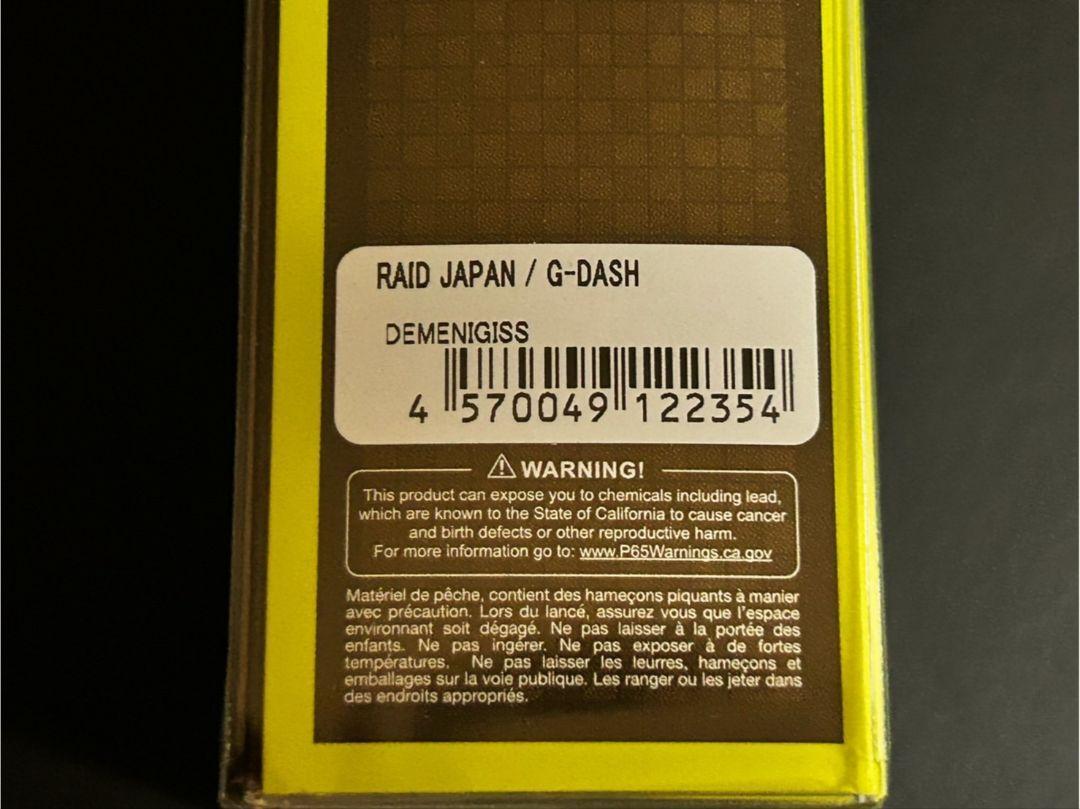 RAID JAPAN / G-DASH
DEMENIGISS
4 570049 122354
⚠ WARNING!
This product can expose you to chemicals including lead,
which are known to the State of California to cause cancer
and birth defects or other reproductive harm.
For more information go to: www.P65Warnings.ca.gov
Matériel de pêche, contient des hameçons piquants à manier
avec précaution. Lors du lancé, assurez vous que l'espace
environnant soit dégagé. Ne pas laisser à la portée des
enfants. Ne pas ingérer. Ne pas exposer à de fortes
températures. Ne pas laisser les leurres, hameçons et
emballages sur la voie publique. Les ranger ou les jeter dans
des endroits appropriés.